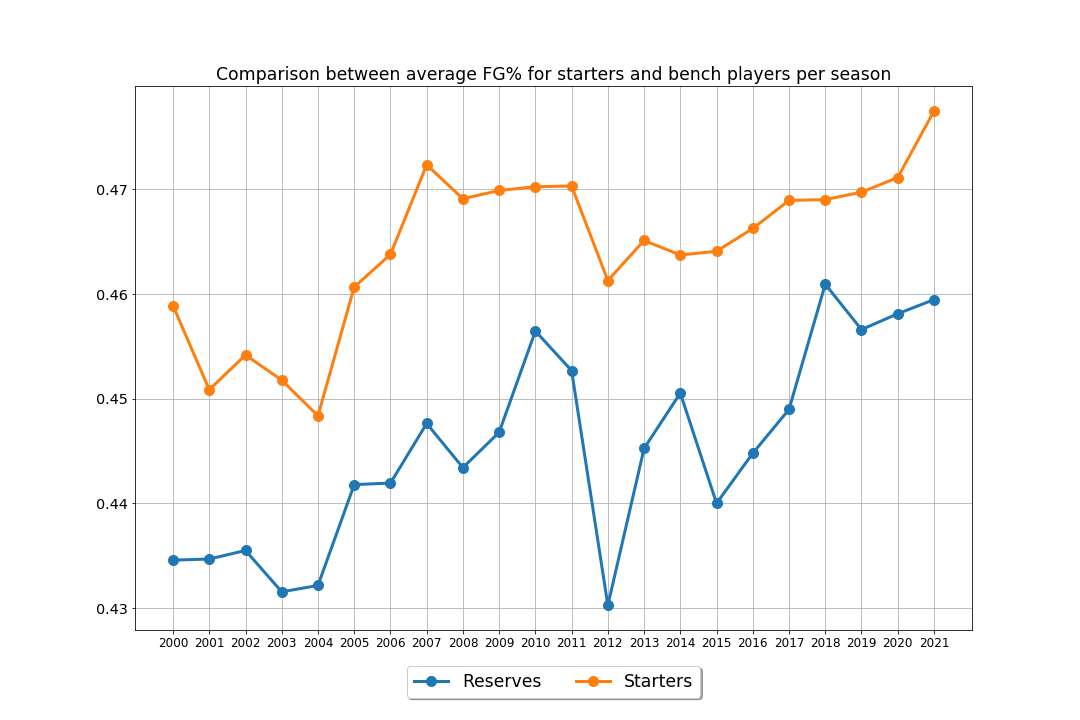 Comparison between average FG% for starters and bench players per season
0.47
0.46
0.45
0.44
0.43
2000 2001 2002 2003 2004 2005 2006 2007 2008 2009 2010 2011 2012 2013 2014 2015 2016 2017 2018 2019 2020 2021
Reserves Starters